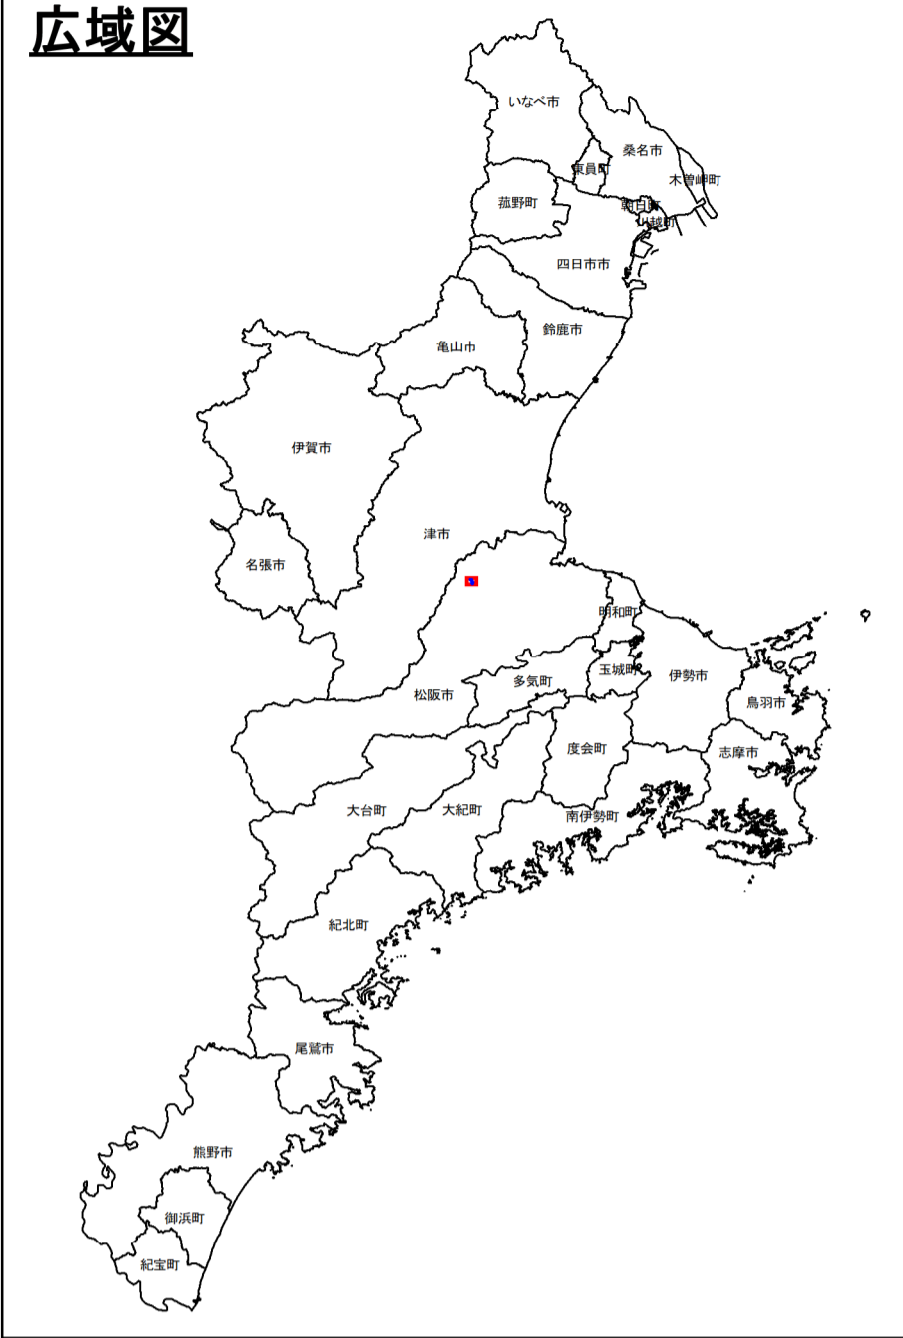 広域図
いなべ市
桑名市
東員町
木曽岬町
菰野町
朝日町
川越町
四日市市
鈴鹿市
亀山市
伊賀市
津市
名張市
明和町
玉城町
伊勢市
多気町
松阪市
鳥羽市
度会町
志摩市
大台町
大紀町
南伊勢町
紀北町
尾鷲市
熊野市
御浜町
紀宝町